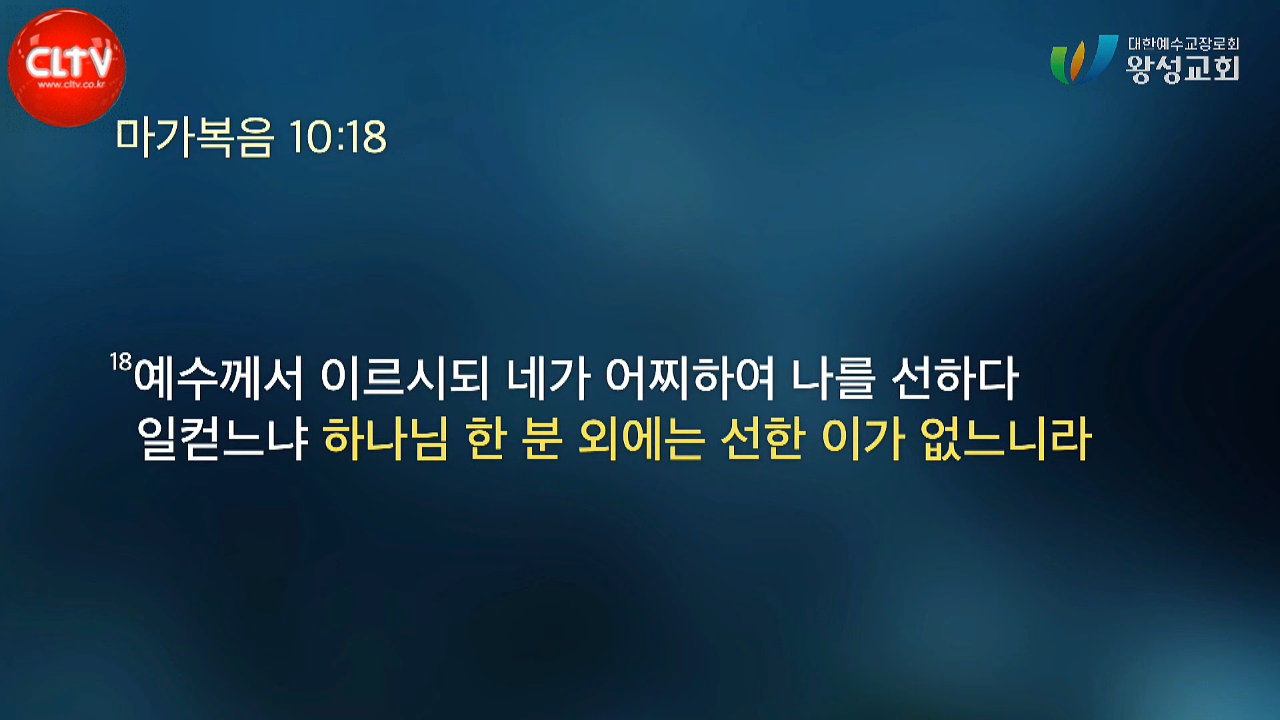 CLTV
www.cltv.co.kr
대한예수교장로회
왕성교회
마가복음 10:18
18예수께서 이르시되 네가 어찌하여 나를 선하다
일컫느냐 하나님 한 분 외에는 선한 이가 없느니라